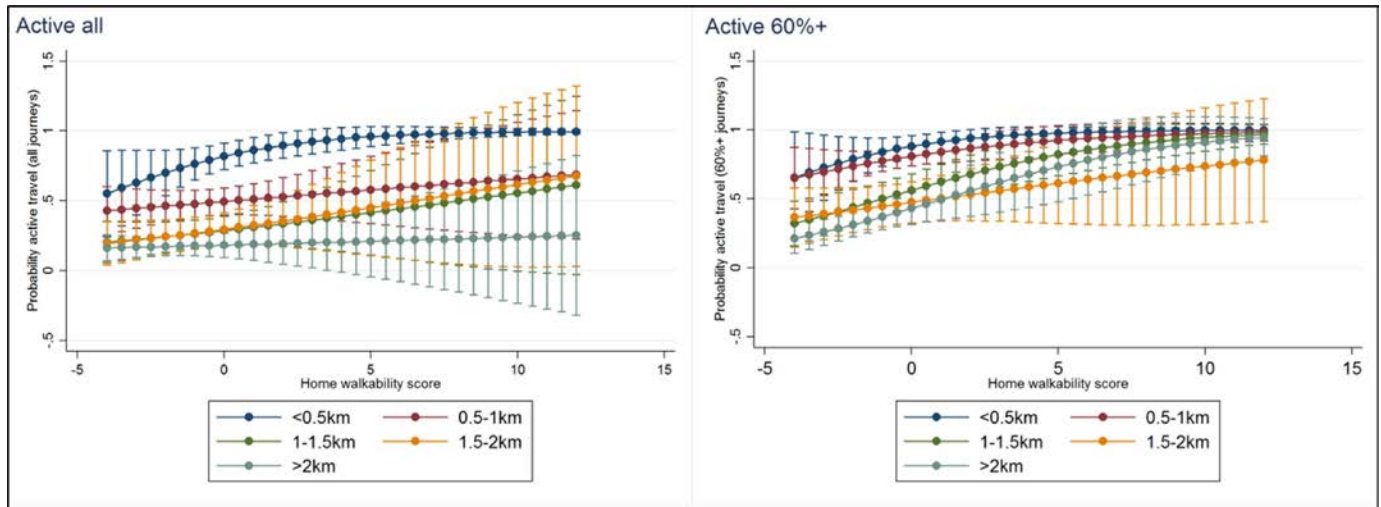 Active all
Probability active travel (all journeys)
1.5
1
.5
0
-.5
-5
0
5
10
15
Home walkability score
<0.5km
0.5-1km
1-1.5km
1.5-2km
>2km
Active 60%+
Probability active travel (60%+ journeys)
1.5
1
.5
0
-.5
-5
0
5
10
15
Home walkability score
<0.5km
0.5-1km
1-1.5km
1.5-2km
>2km